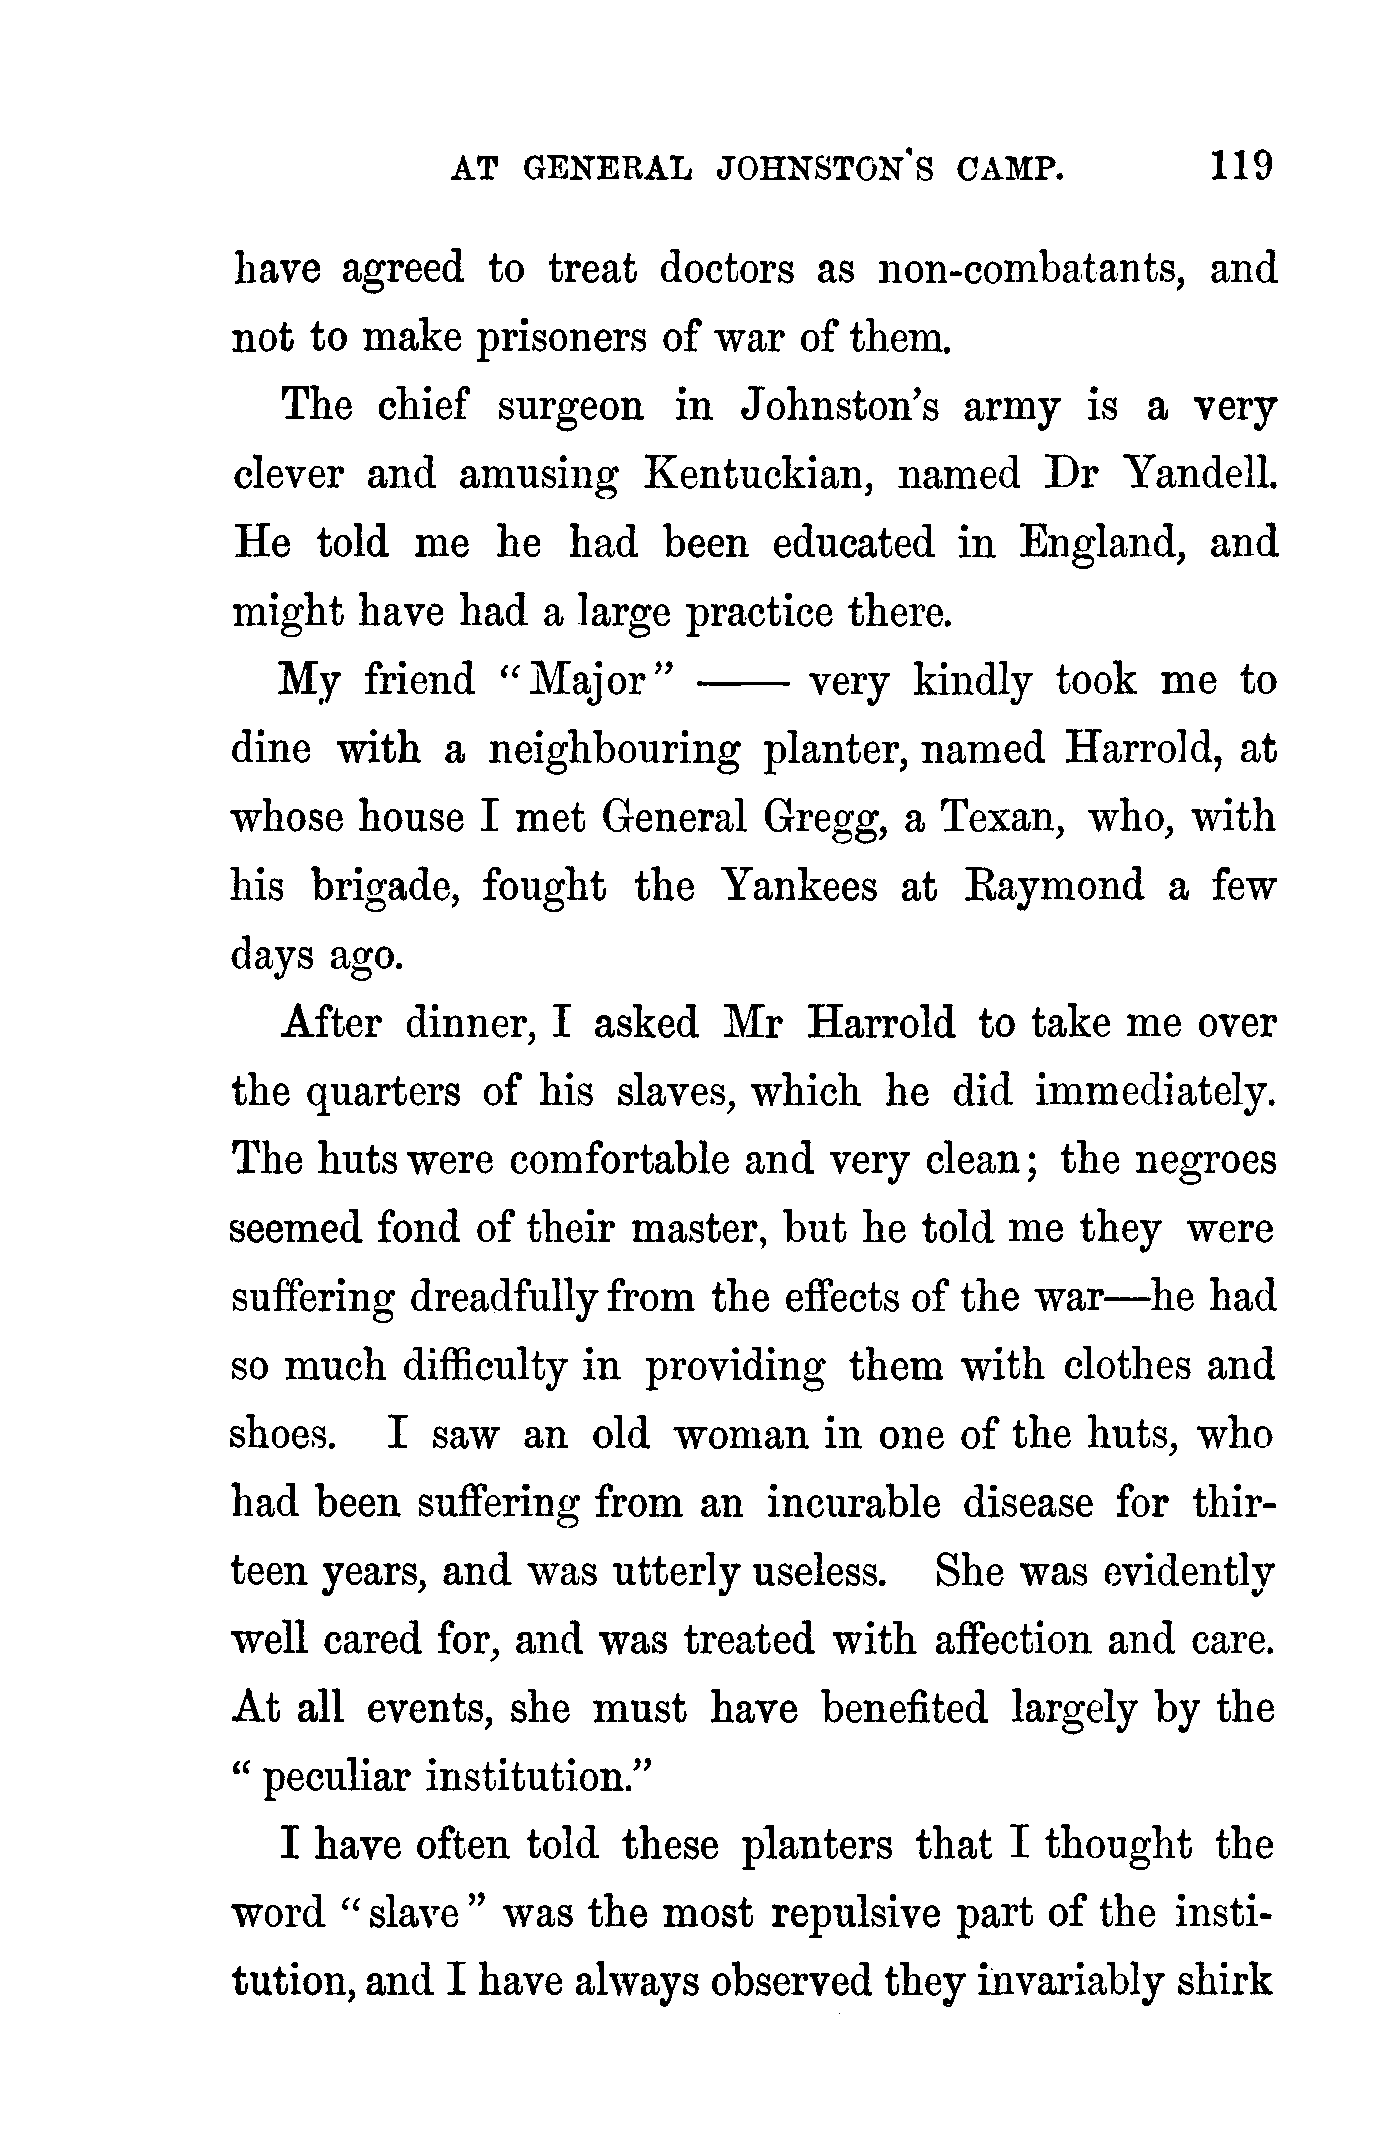 AT GENERAL JOHNSTON'S CAMP. 119
have agreed to treat doctors as non-combatants, and
not to make prisoners of war of them.
The chief surgeon in Johnston's army is a very
clever and amusing Kentuckian, named Dr Yandell.
He told me he had been educated in England, and
might have had a large practice there.
My friend "Major" —— very kindly took me to
dine with a neighbouring planter, named Harrold, at
whose house I met General Gregg, a Texan, who, with
his brigade, fought the Yankees at Raymond a few
days ago.
After dinner, I asked Mr Harrold to take me over
the quarters of his slaves, which he did immediately.
The huts were comfortable and very clean; the negroes
seemed fond of their master, but he told me they were
suffering dreadfully from the effects of the war—he had
so much difficulty in providing them with clothes and
shoes. I saw an old woman in one of the huts, who
had been suffering from an incurable disease for thir-
teen years, and was utterly useless. She was evidently
well cared for, and was treated with affection and care.
At all events, she must have benefited largely by the
"peculiar institution."
I have often told these planters that I thought the
word "slave" was the most repulsive part of the insti-
tution, and I have always observed they invariably shirk